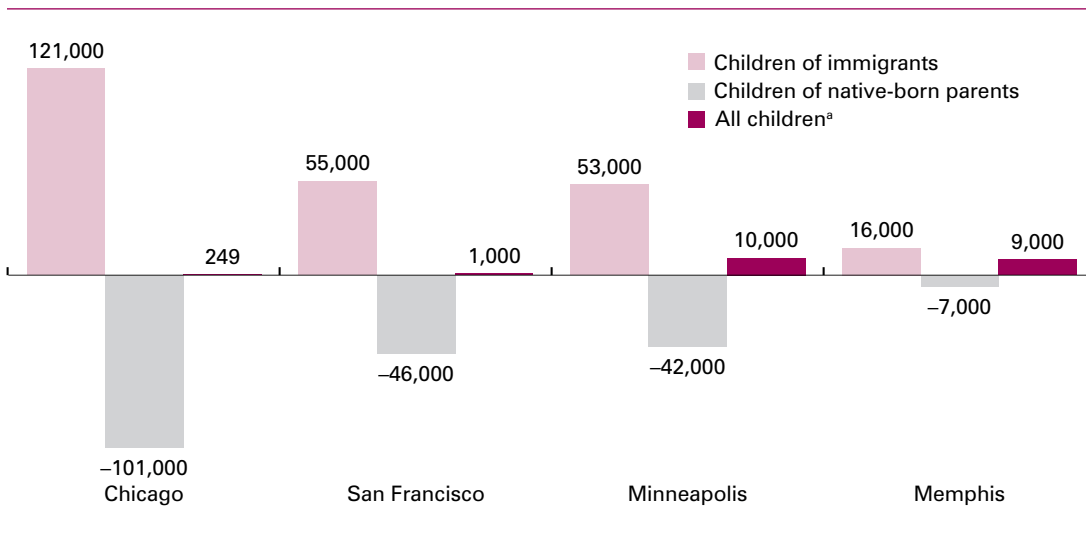 121,000
Children of immigrants
Children of native-born parents
All childrenᵃ
55,000
53,000
16,000
249
1,000
10,000
9,000
–7,000
–46,000
–42,000
–101,000
Chicago
San Francisco
Minneapolis
Memphis